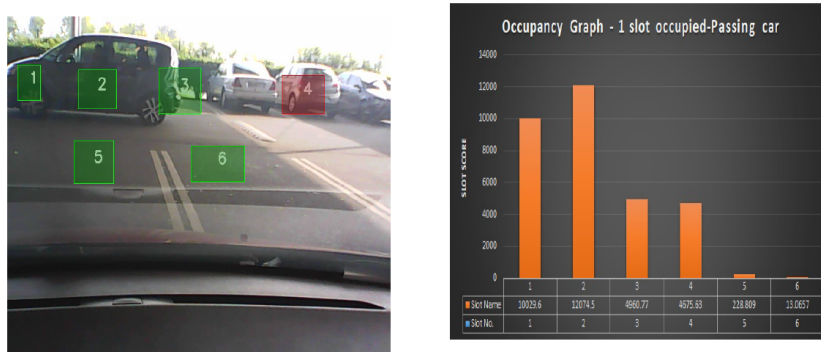 1
2
3
4
5
6
Occupancy Graph - 1 slot occupied-Passing car
14000
12000
10000
8000
6000
4000
2000
0
SLOT SCORE
1 2 3 4 5 6
Slot Name 10029.6 12074.5 4960.77 4675.63 228.809 13.0657
Slot No. 1 2 3 4 5 6